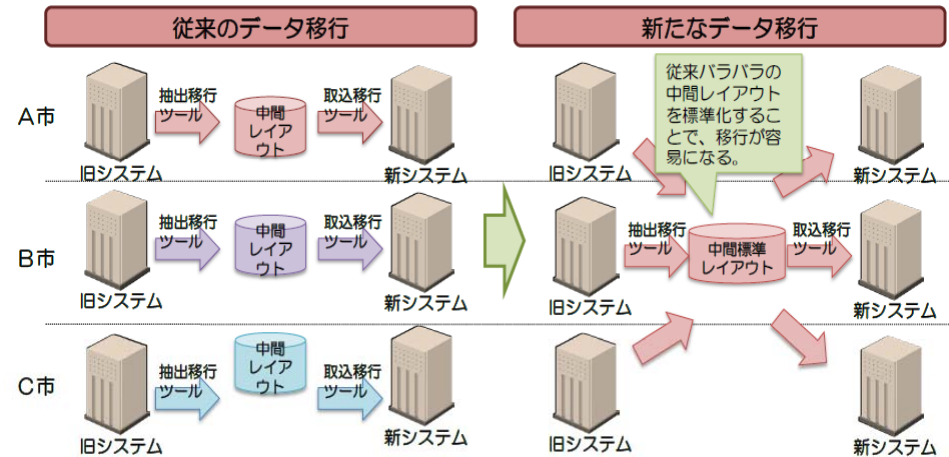 従来のデータ移行
新たなデータ移行
A市
旧システム
抽出移行
ツール
中間
レイア
ウト
取込移行
ツール
新システム
B市
旧システム
抽出移行
ツール
中間
レイア
ウト
取込移行
ツール
新システム
C市
旧システム
抽出移行
ツール
中間
レイア
ウト
取込移行
ツール
新システム
従来バラバラの
中間レイアウト
を標準化するこ
とで、移行が容
易になる。
旧システム
新システム
旧システム
抽出移行
ツール
中間標準
レイアウト
取込移行
ツール
新システム
旧システム
新システム